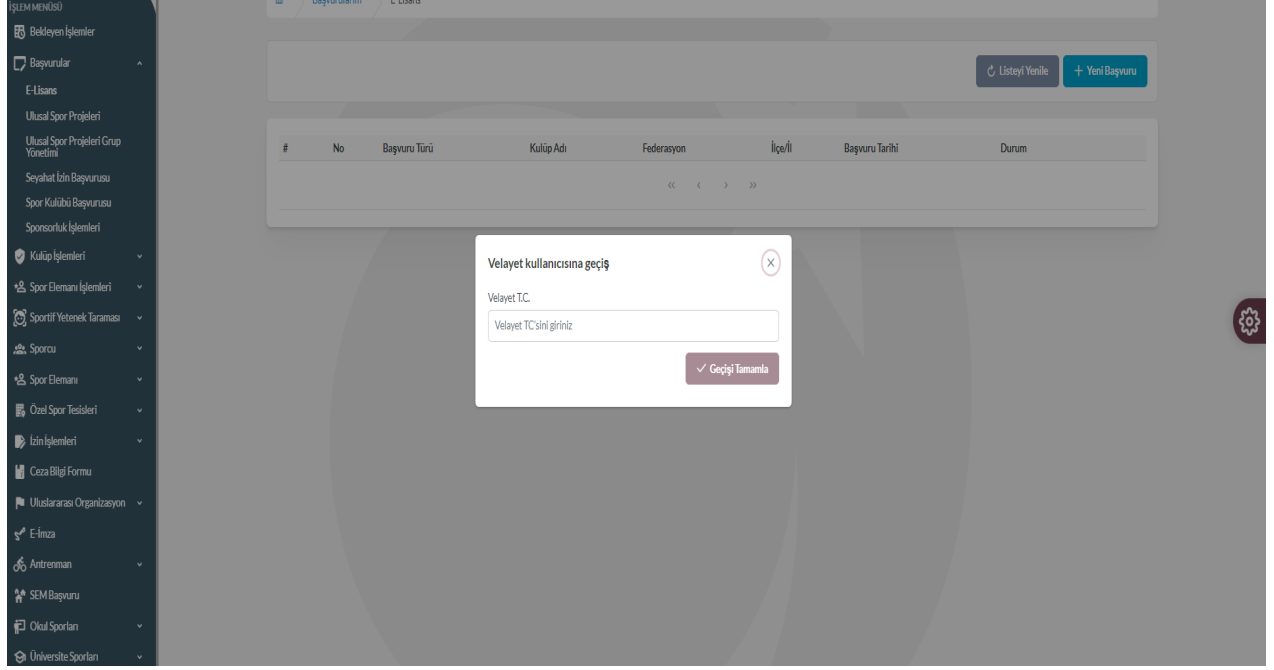 İŞLEM MENÜSÜ
Bekleyen İşlemler
Başvurular
E-Lisans
Ulusal Spor Projeleri
Ulusal Spor Projeleri Grup
Yönetimi
Seyahat İzin Başvurusu
Spor Kulübü Başvurusu
Sponsorluk İşlemleri
Kulüp İşlemleri
Spor Elemanı İşlemleri
Sportif Yetenek Taraması
Sporcu
Spor Elemanı
Özel Spor Tesisleri
İzin İşlemleri
Ceza Bilgi Formu
Uluslararası Organizasyon
E-İmza
Antrenman
SEM Başvuru
Okul Sporları
Üniversite Sporları
Başvurularım E-Lisans
Listeyi Yenile + Yeni Başvuru
# No Başvuru Türü Kulüp Adı Federasyon İlçe/İl Başvuru Tarihi Durum
« ‹ › »
Velayet kullanıcısına geçiş
Velayet T.C.
Velayet TC'sini giriniz
Geçişi Tamamla